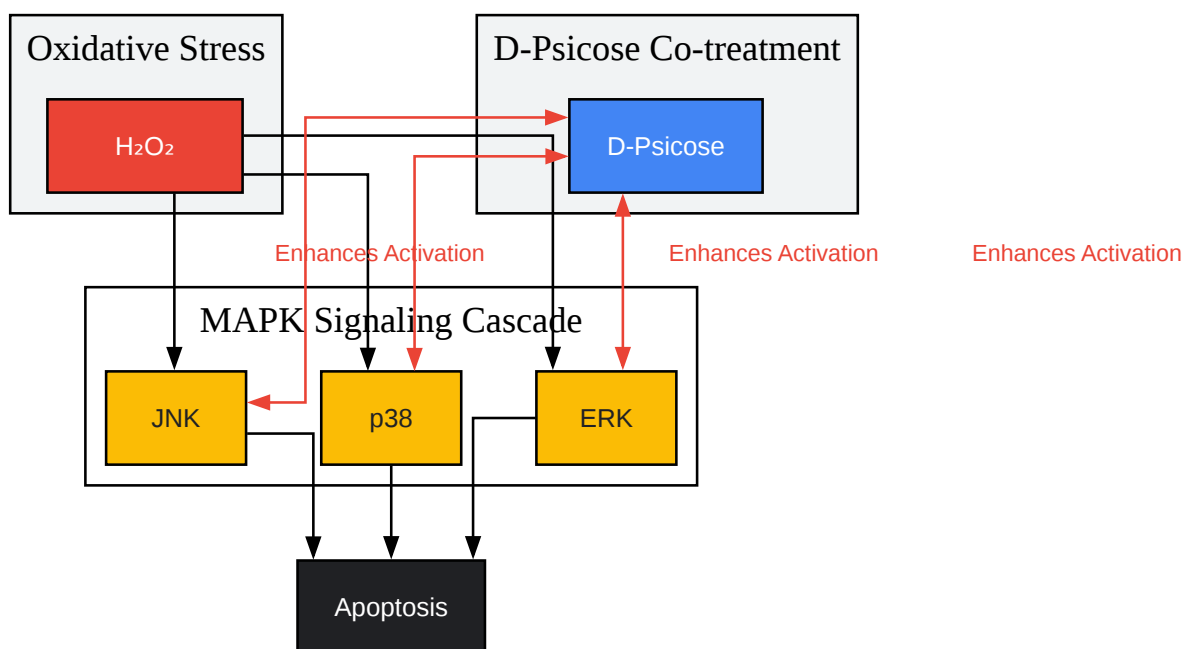 Oxidative Stress
D-Psicose Co-treatment
H₂O₂
D-Psicose
Enhances Activation
Enhances Activation
Enhances Activation
MAPK Signaling Cascade
JNK
p38
ERK
Apoptosis